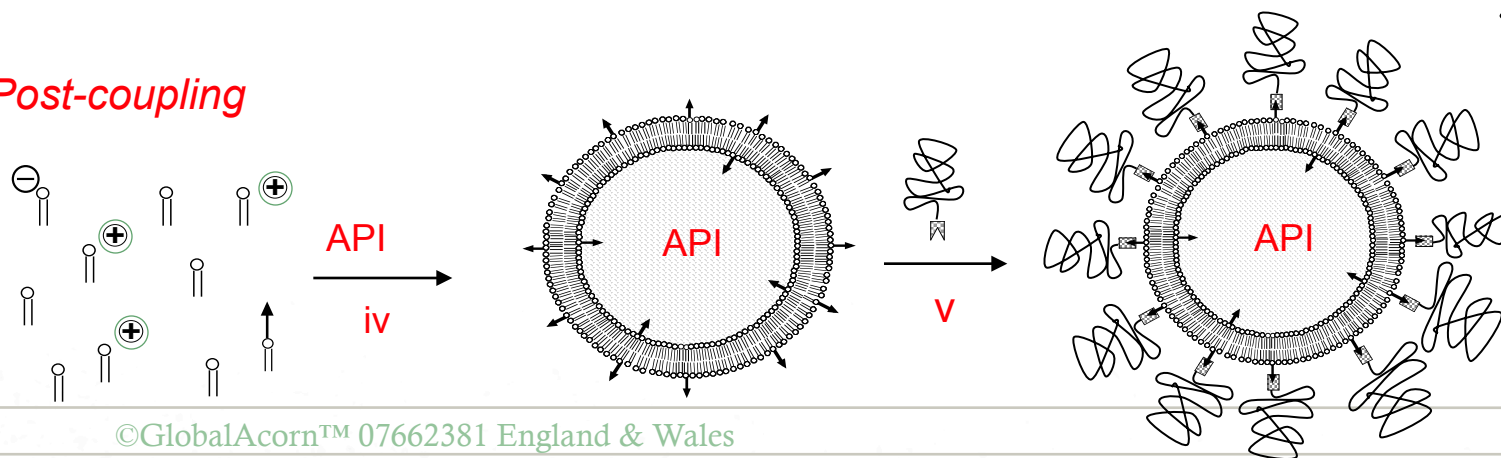 Post-coupling
API
iv
API
v
API
©GlobalAcorn™ 07662381 England & Wales